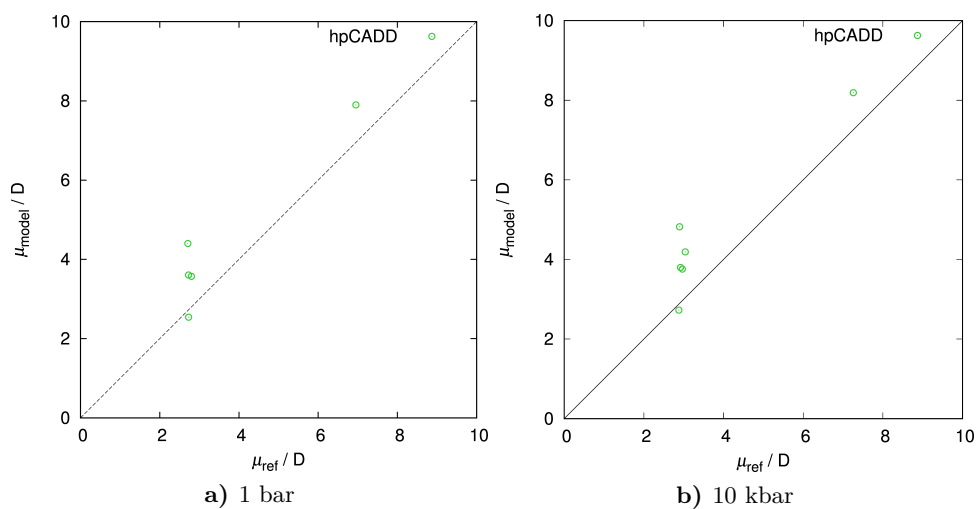 10
8
6
4
2
0
μmodel / D
hpCADD
0 2 4 6 8 10
μref / D
a) 1 bar
10
8
6
4
2
0
μmodel / D
hpCADD
0 2 4 6 8 10
μref / D
b) 10 kbar